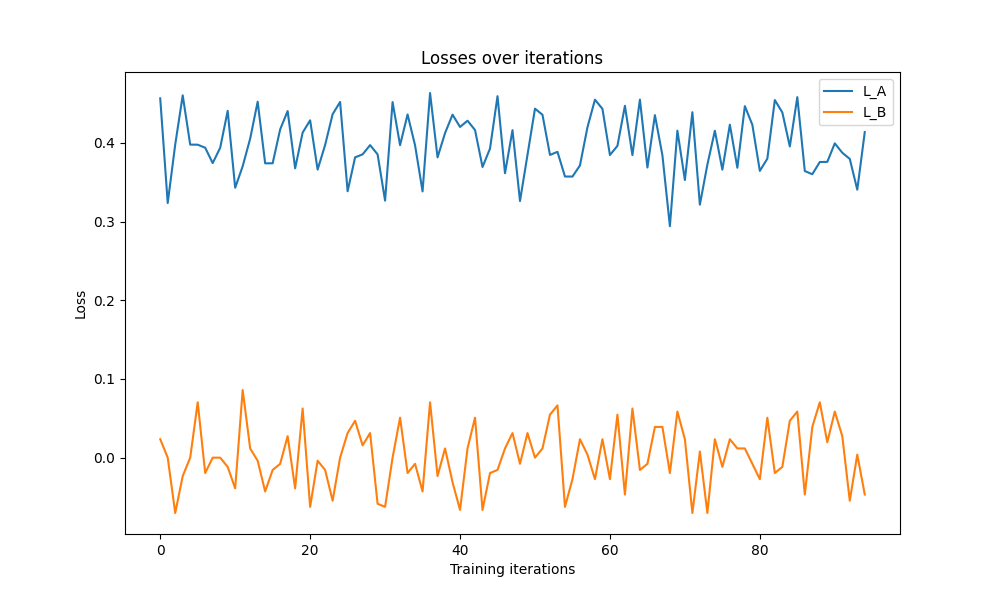 Losses over iterations
L_A
L_B
0.4
0.3
0.2
0.1
0.0
Loss
0 20 40 60 80
Training iterations